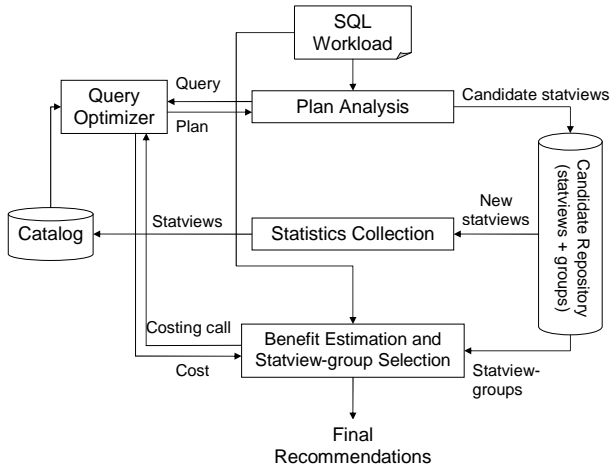 SQL
Workload
Query
Optimizer
Query
Plan
Plan Analysis
Candidate statviews
Candidate Repository
(statviews + groups)
New
statviews
Statistics Collection
Statviews
Catalog
Costing call
Cost
Benefit Estimation and
Statview-group Selection
Statview-
groups
Final
Recommendations